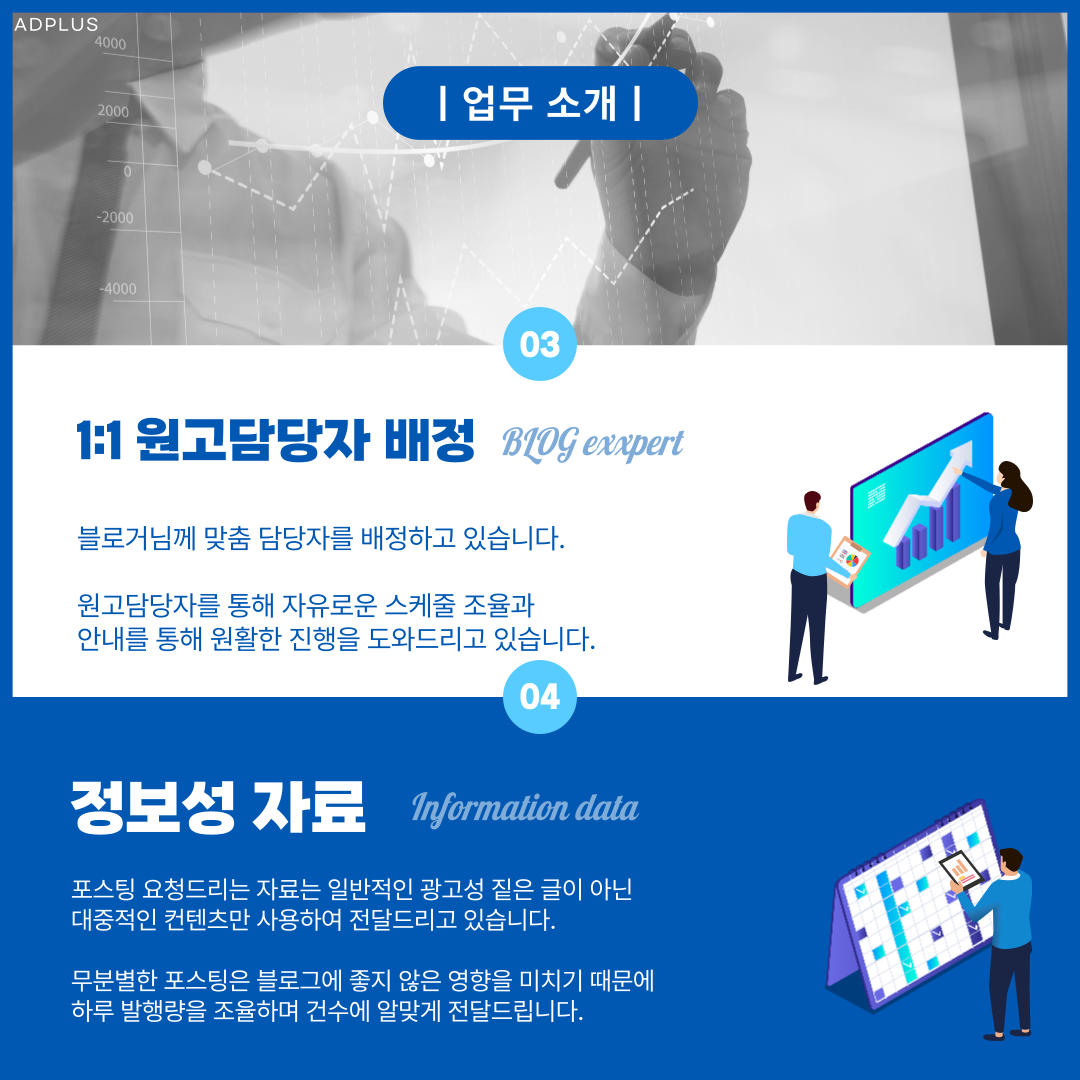 ADPLUS
4000
2000
0
-2000
-4000
| 업무 소개 |
03
1:1 원고담당자 배정 BLOG exxpert
블로거님께 맞춤 담당자를 배정하고 있습니다.
원고담당자를 통해 자유로운 스케줄 조율과
안내를 통해 원활한 진행을 도와드리고 있습니다.
04
정보성 자료 Information data
포스팅 요청드리는 자료는 일반적인 광고성 짙은 글이 아닌
대중적인 컨텐츠만 사용하여 전달드리고 있습니다.
무분별한 포스팅은 블로그에 좋지 않은 영향을 미치기 때문에
하루 발행량을 조율하며 건수에 알맞게 전달드립니다.